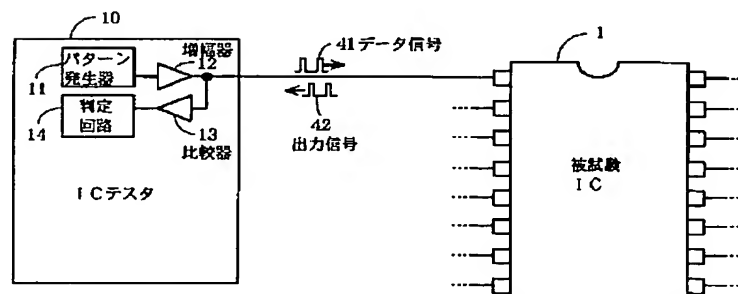 10
パターン
発生器
11
増幅器
12
判定
回路
14
13
比較器
ICテスタ
41データ信号
42
出力信号
1
被試験
IC